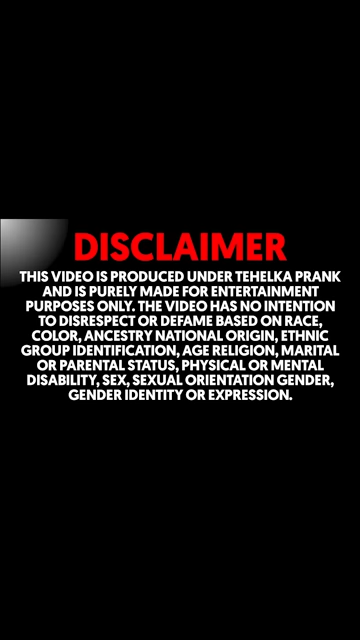 DISCLAIMER
THIS VIDEO IS PRODUCED UNDER TEHELKA PRANK
AND IS PURELY MADE FOR ENTERTAINMENT
PURPOSES ONLY. THE VIDEO HAS NO INTENTION
TO DISRESPECT OR DEFAME BASED ON RACE,
COLOR, ANCESTRY NATIONAL ORIGIN, ETHNIC
GROUP IDENTIFICATION, AGE RELIGION, MARITAL
OR PARENTAL STATUS, PHYSICAL OR MENTAL
DISABILITY, SEX, SEXUAL ORIENTATION GENDER,
GENDER IDENTITY OR EXPRESSION.